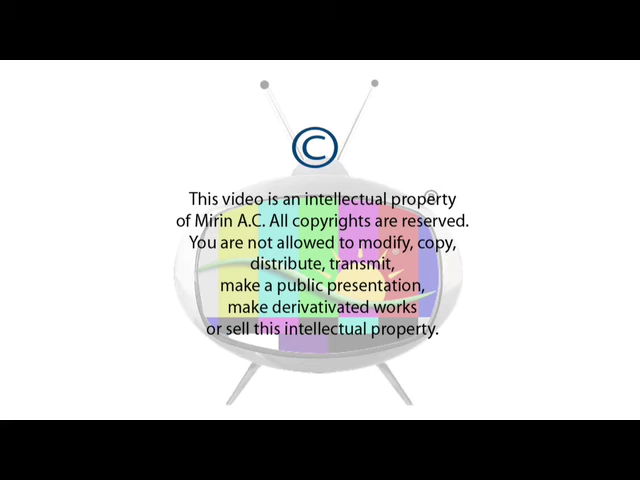 ©
This video is an intellectual property
of Mirin A.C. All copyrights are reserved.
You are not allowed to modify, copy,
distribute, transmit,
make a public presentation,
make derivativated works
or sell this intellectual property.